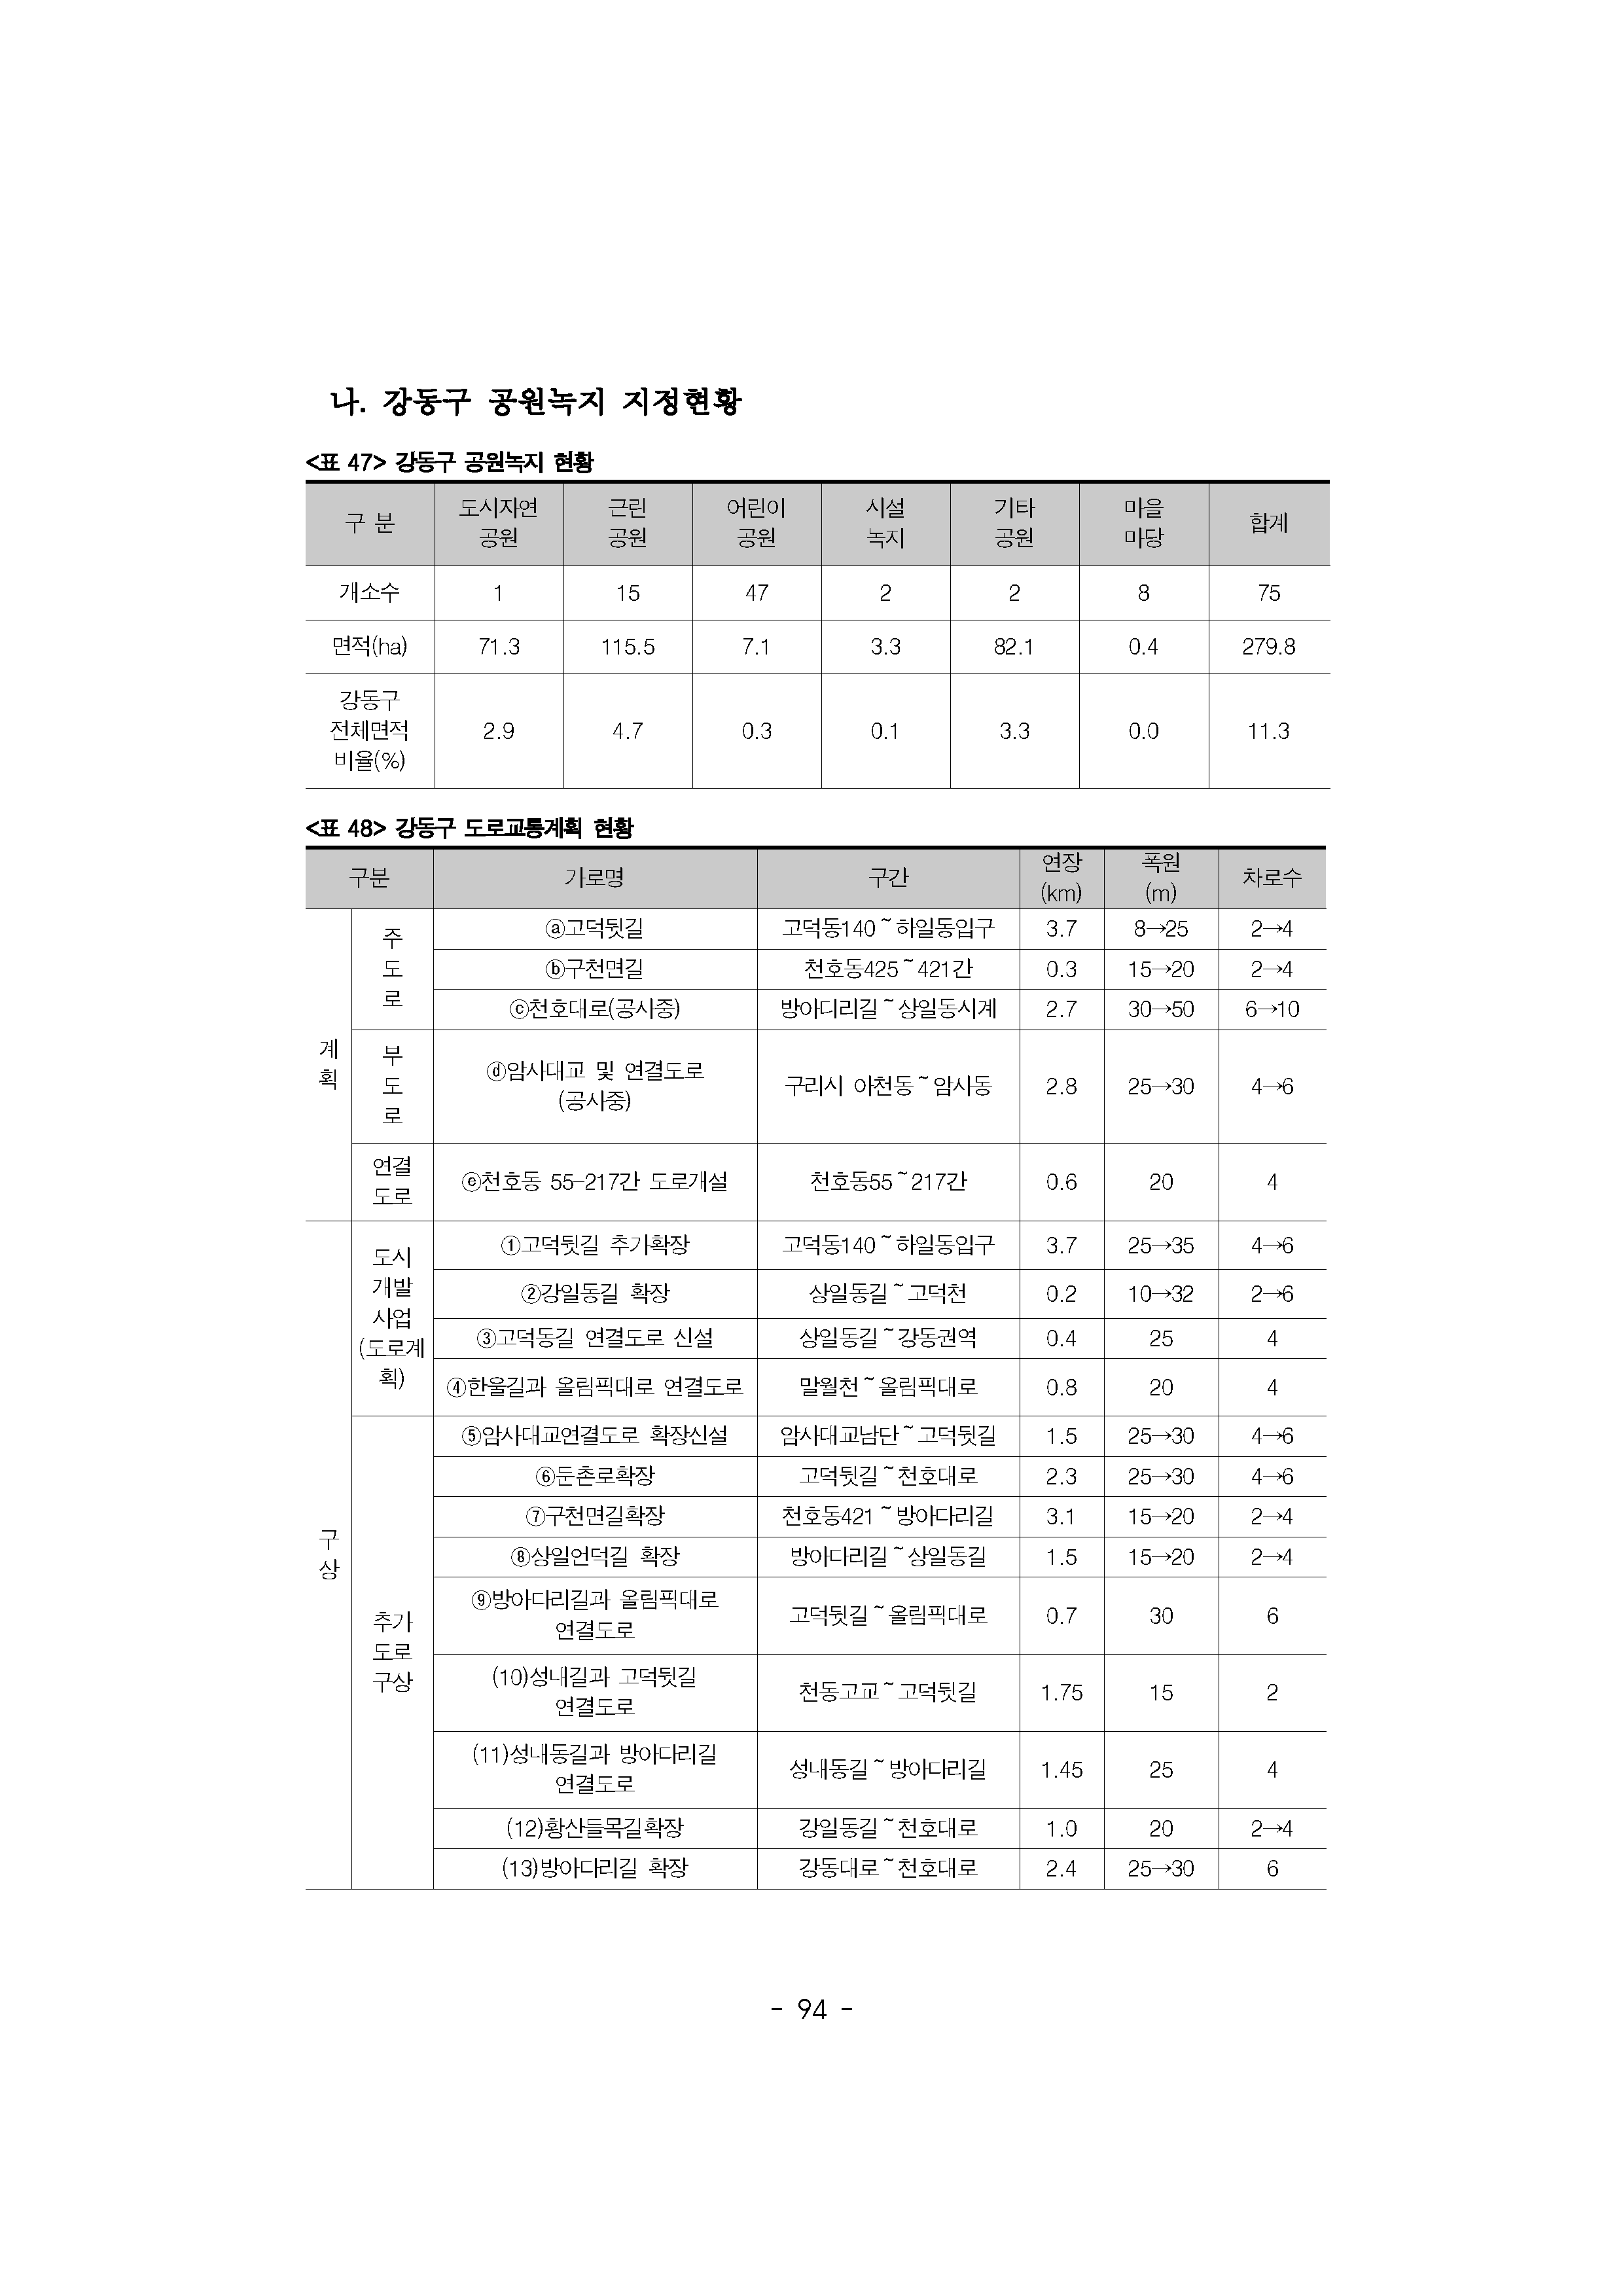 나. 강동구 공원녹지 지정현황
<표 47> 강동구 공원녹지 현황
구 분 도시자연 공원 근린 공원 어린이 공원 시설 녹지 기타 공원 마을 마당 합계
개소수 1 15 47 2 2 8 75
면적(ha) 71.3 115.5 7.1 3.3 82.1 0.4 279.8
강동구 전체면적 비율(%) 2.9 4.7 0.3 0.1 3.3 0.0 11.3
<표 48> 강동구 도로교통계획 현황
구분 가로명 구간 연장 (km) 폭원 (m) 차로수
계획 주도로 ⓐ고덕뒷길 고덕동140~하일동입구 3.7 8→25 2→4
ⓑ구천면길 천호동425~421간 0.3 15→20 2→4
ⓒ천호대로(공사중) 방아다리길~상일동시계 2.7 30→50 6→10
부도로 ⓓ암사대교 및 연결도로 (공사중) 구리시 아천동~암사동 2.8 25→30 4→6
연결도로 ⓔ천호동 55-217간 도로개설 천호동55~217간 0.6 20 4
구상 도시개발사업 (도로계획) ①고덕뒷길 추가확장 고덕동140~하일동입구 3.7 25→35 4→6
②강일동길 확장 상일동길~고덕천 0.2 10→32 2→6
③고덕동길 연결도로 신설 상일동길~강동권역 0.4 25 4
④한울길과 올림픽대로 연결도로 말월천~올림픽대로 0.8 20 4
추가도로구상 ⑤암사대교연결도로 확장신설 암사대교남단~고덕뒷길 1.5 25→30 4→6
⑥둔촌로확장 고덕뒷길~천호대로 2.3 25→30 4→6
⑦구천면길확장 천호동421~방아다리길 3.1 15→20 2→4
⑧상일언덕길 확장 방아다리길~상일동길 1.5 15→20 2→4
⑨방아다리길과 올림픽대로 연결도로 고덕뒷길~올림픽대로 0.7 30 6
(10)성내길과 고덕뒷길 연결도로 천동고교~고덕뒷길 1.75 15 2
(11)성내동길과 방아다리길 연결도로 성내동길~방아다리길 1.45 25 4
(12)황산들목길확장 강일동길~천호대로 1.0 20 2→4
(13)방아다리길 확장 강동대로~천호대로 2.4 25→30 6
- 94 -